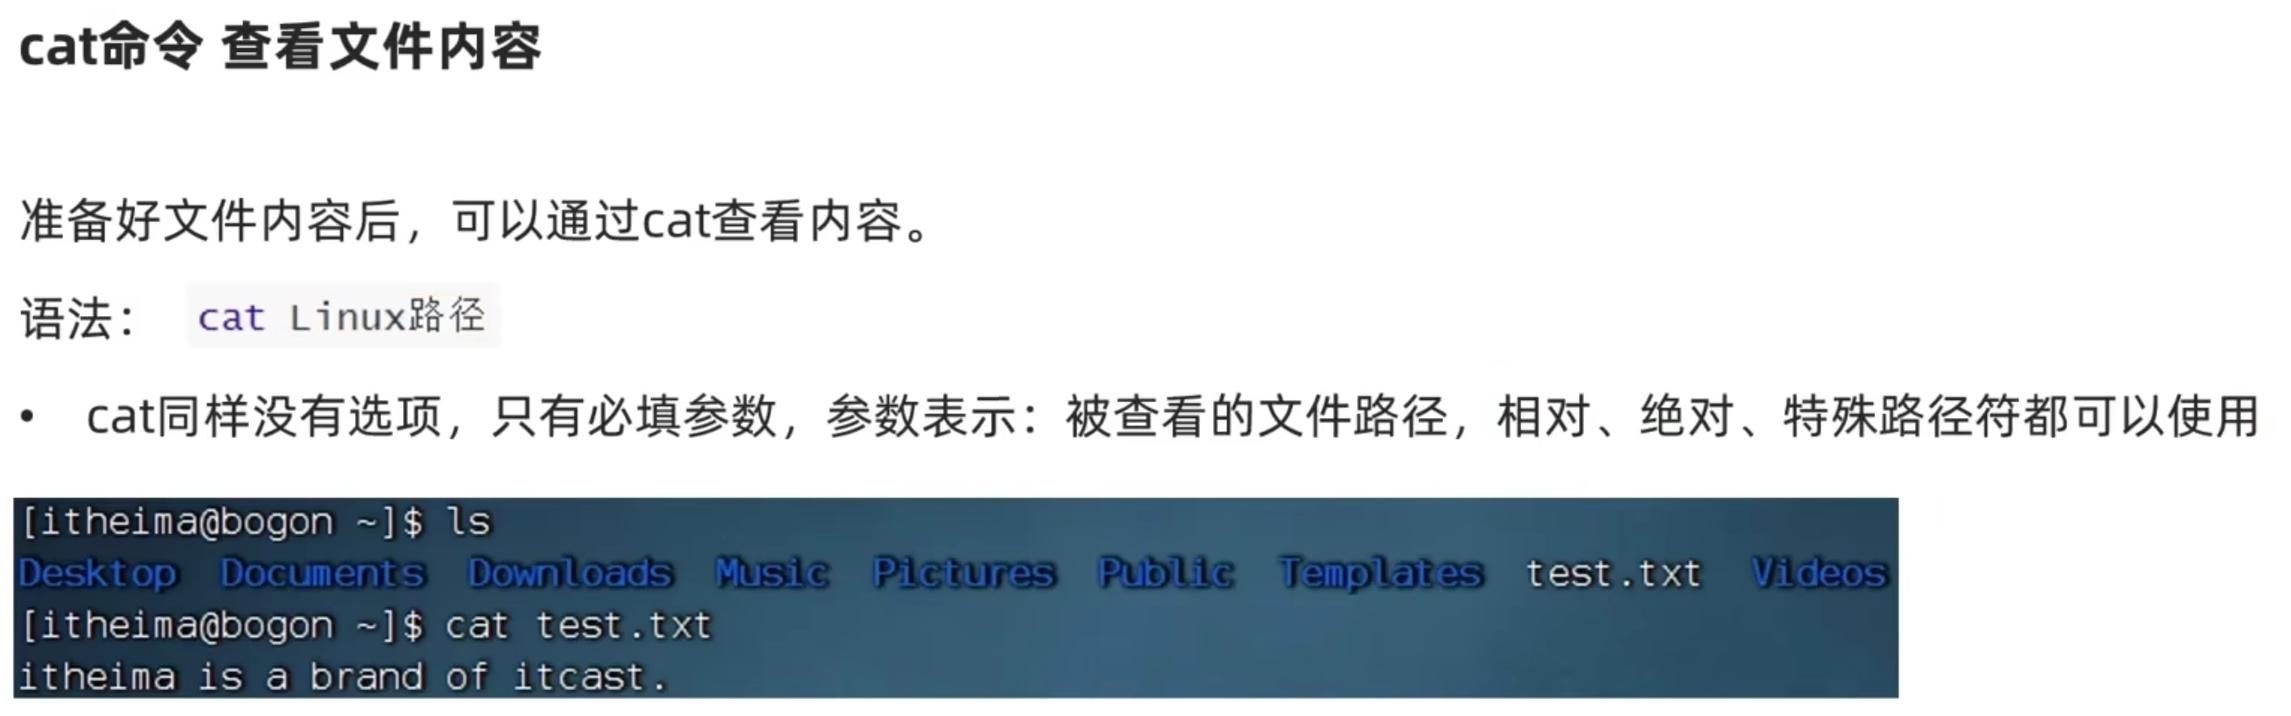 cat命令 查看文件内容
准备好文件内容后，可以通过cat查看内容。
语法： cat Linux路径
• cat同样没有选项，只有必填参数，参数表示：被查看的文件路径，相对、绝对、特殊路径符都可以使用
[itheima@bogon ~]$ ls
Desktop  Documents  Downloads  Music  Pictures  Public  Templates  test.txt  Videos
[itheima@bogon ~]$ cat test.txt
itheima is a brand of itcast.